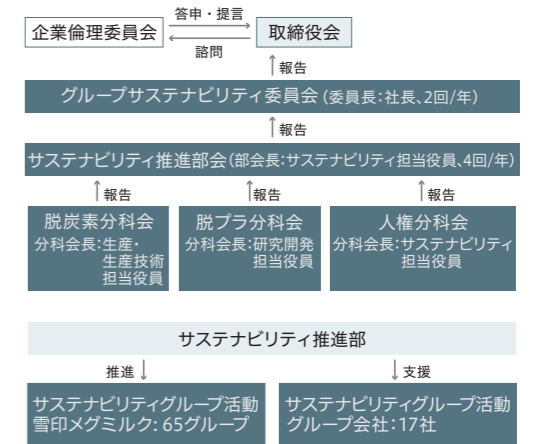 答申・提言
企業倫理委員会
取締役会
諮問
報告
グループサステナビリティ委員会(委員長:社長、2回/年)
報告
サステナビリティ推進部会(部会長:サステナビリティ担当役員、4回/年)
報告
報告
報告
脱炭素分科会
分科会長:生産・
生産技術
担当役員
脱プラ分科会
分科会長:研究開発
担当役員
人権分科会
分科会長:サステナビリティ
担当役員
サステナビリティ推進部
推進
支援
サステナビリティグループ活動
雪印メグミルク: 65グループ
サステナビリティグループ活動
グループ会社:17社